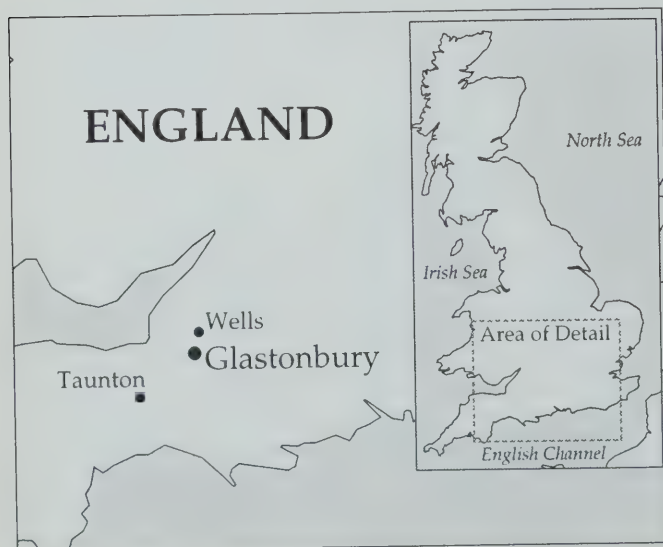 ENGLAND
Wells
Glastonbury
Taunton
North Sea
Irish Sea
Area of Detail
English Channel